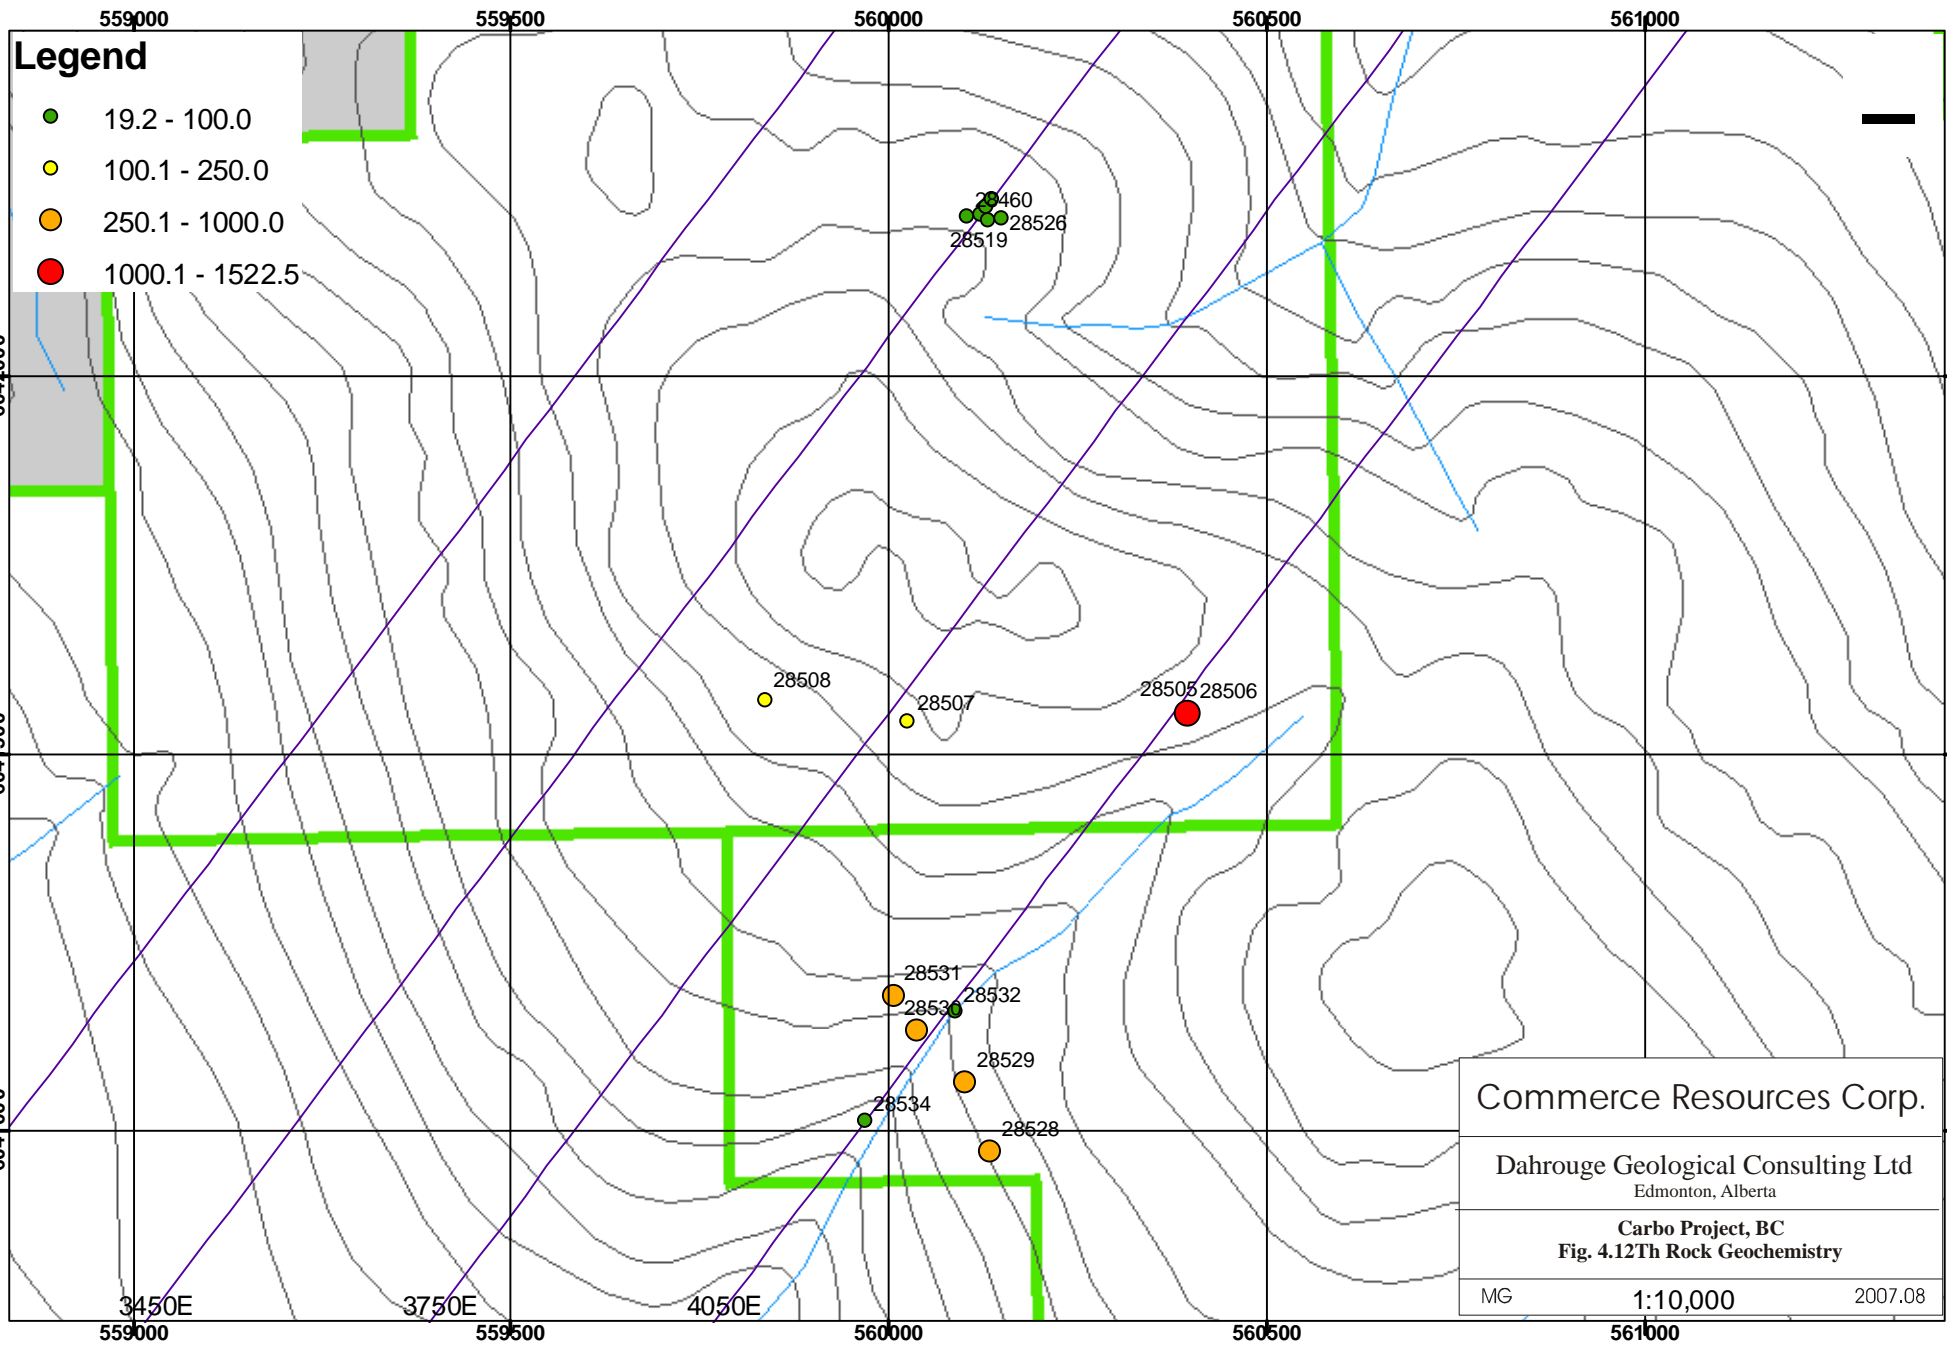 559000 559500 560000 560500 561000
Legend
19.2 - 100.0
100.1 - 250.0
250.1 - 1000.0
1000.1 - 1522.5
28460
28526
28519
28508
28507
28505 28506
28531
28530
28532
28529
28534
28528
Commerce Resources Corp.
Dahrouge Geological Consulting Ltd
Edmonton, Alberta
Carbo Project, BC
Fig. 4.12Th Rock Geochemistry
MG 1:10,000 2007.08
3450E 3750E 4050E
559000 559500 560000 560500 561000